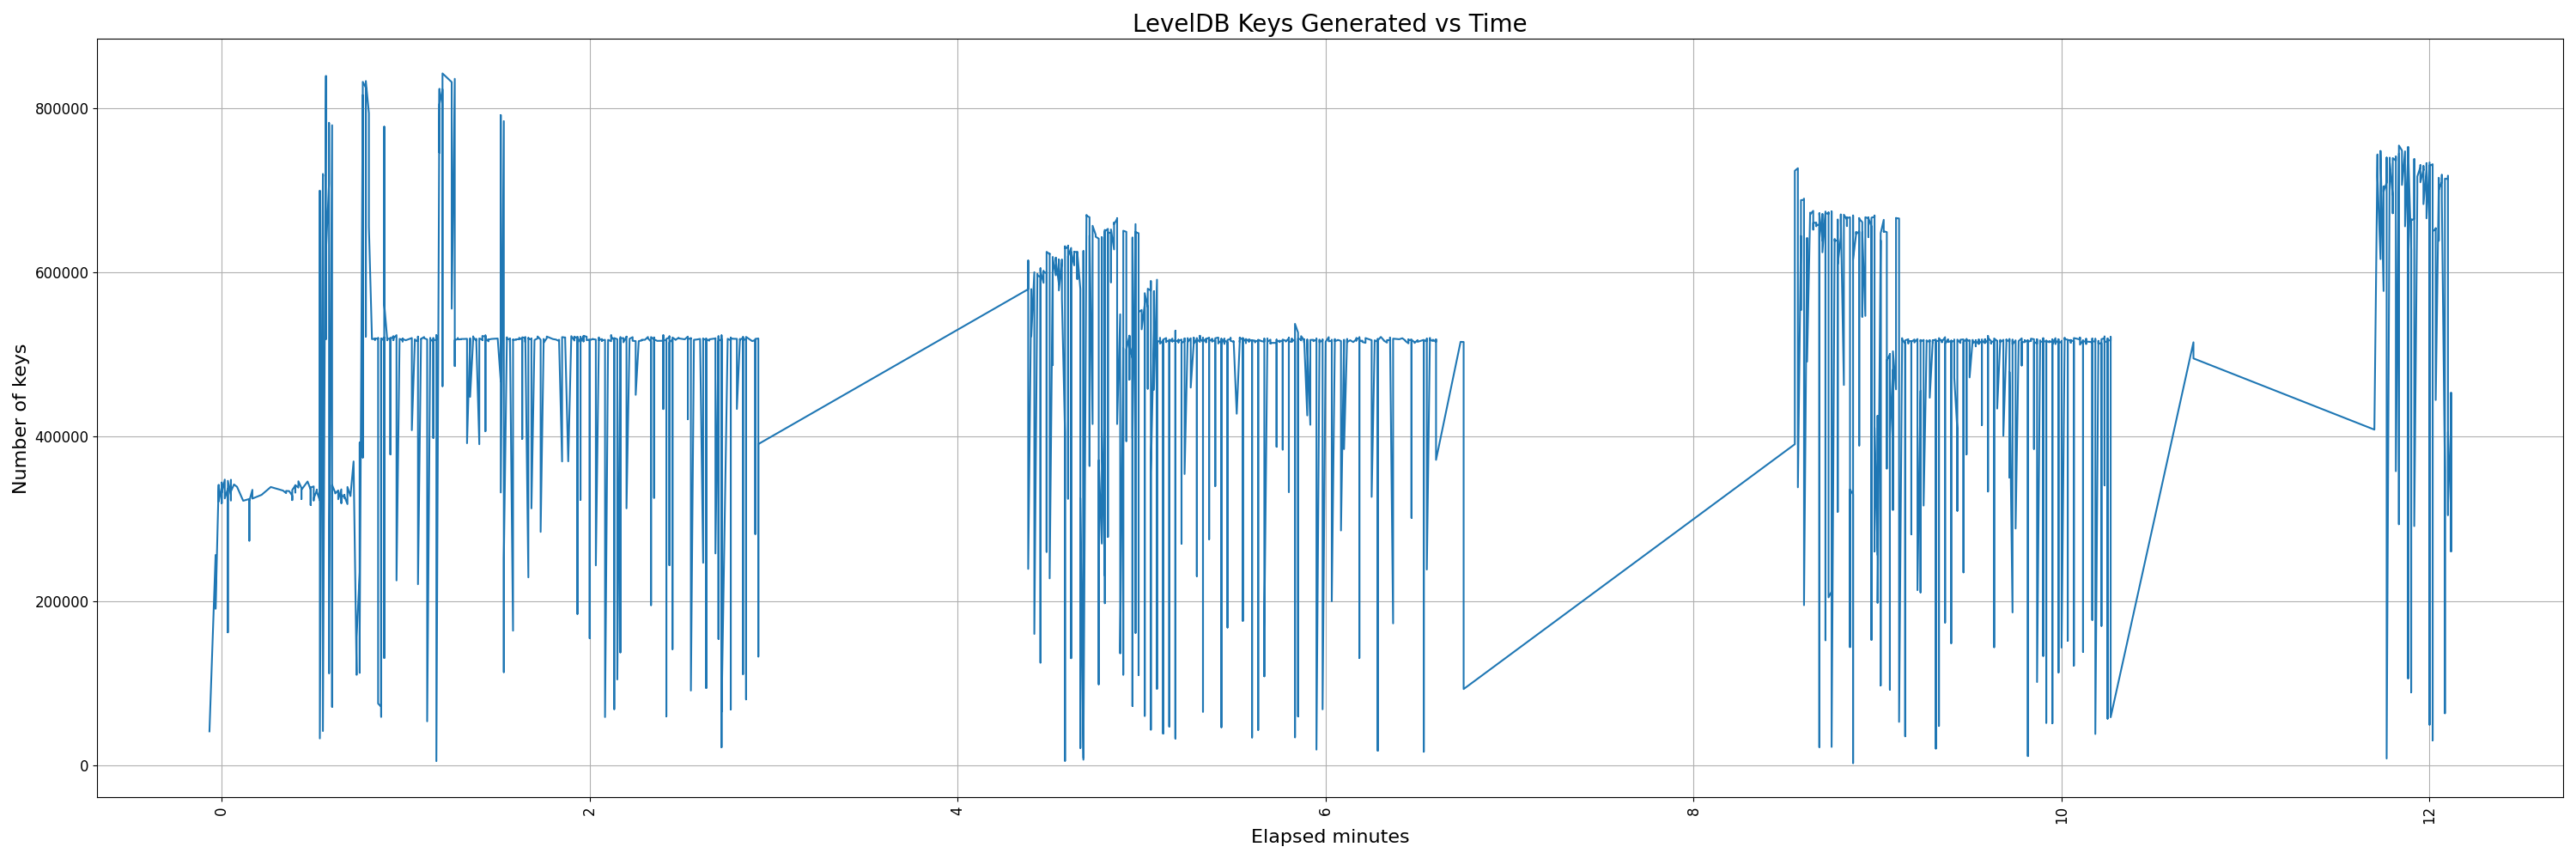 LevelDB Keys Generated vs Time
Number of keys
800000
600000
400000
200000
0
0 2 4 6 8 10 12
Elapsed minutes